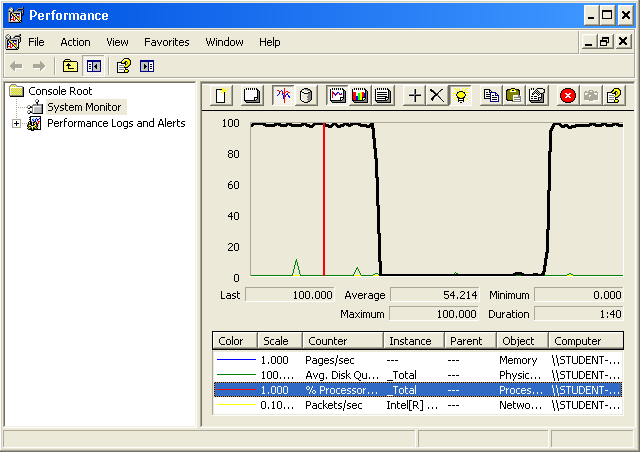 Performance
File Action View Favorites Window Help
Console Root
System Monitor
Performance Logs and Alerts
100
80
60
40
20
0
Last 100.000 Average 54.214 Minimum 0.000
Maximum 100.000 Duration 1:40
Color Scale Counter Instance Parent Object Computer
1.000 Pages/sec --- --- Memory \\STUDENT-...
100.... Avg. Disk Qu... _Total --- Physic... \\STUDENT-...
1.000 % Processor... _Total --- Proces... \\STUDENT-...
0.10... Packets/sec Intel[R] ... --- Netwo... \\STUDENT-...